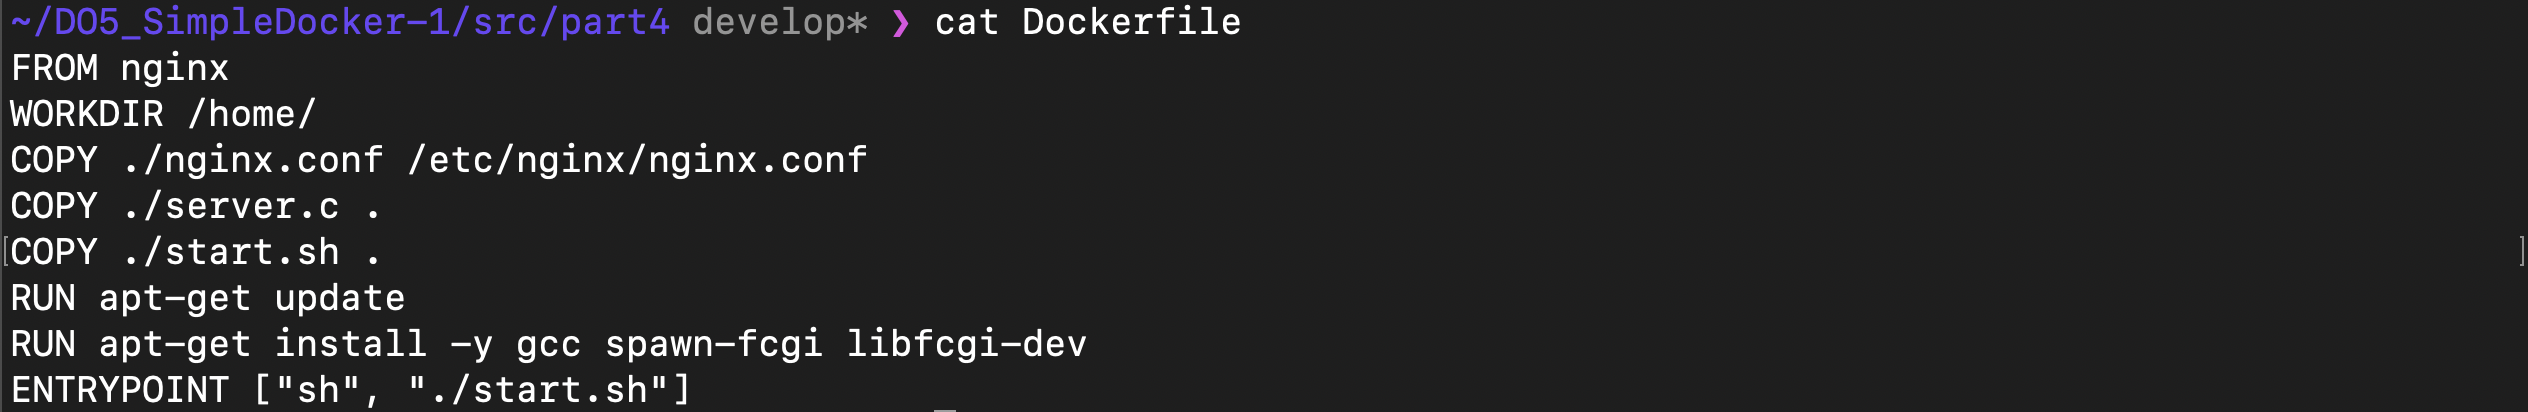 ~/DO5_SimpleDocker-1/src/part4 develop* ❯ cat Dockerfile
FROM nginx
WORKDIR /home/
COPY ./nginx.conf /etc/nginx/nginx.conf
COPY ./server.c .
COPY ./start.sh .
RUN apt-get update
RUN apt-get install -y gcc spawn-fcgi libfcgi-dev
ENTRYPOINT ["sh", "./start.sh"]